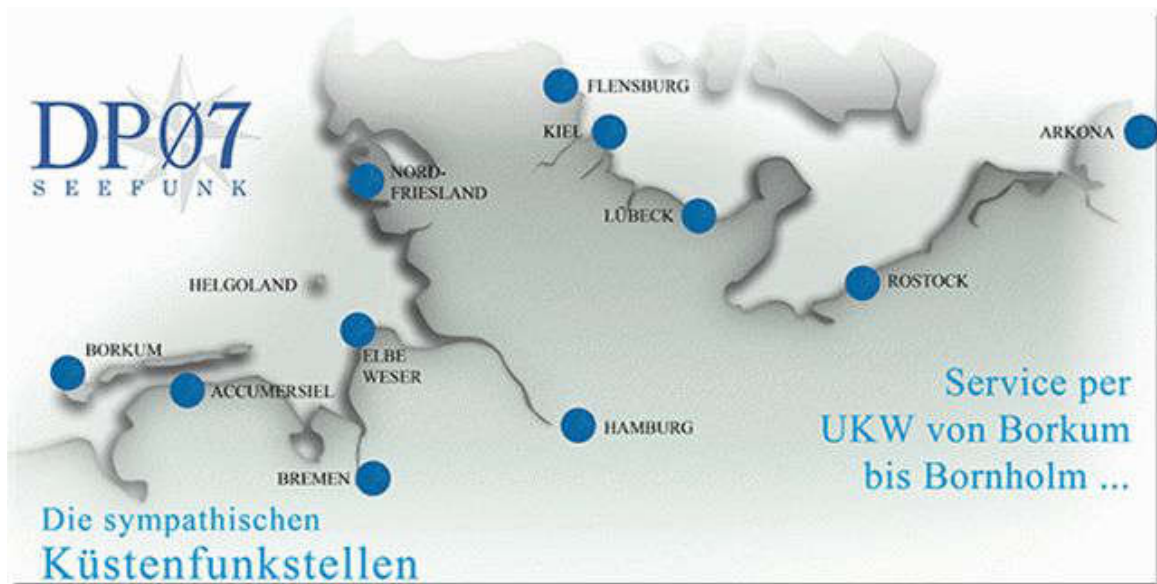 DPØ7
SEEFUNK
FLENSBURG
KIEL
ARKONA
NORD-
FRIESLAND
LÜBECK
HELGOLAND
ROSTOCK
BORKUM
ELBE
WESER
ACCUMERSIEL
HAMBURG
BREMEN
Service per
UKW von Borkum
bis Bornholm ...
Die sympathischen
Küstenfunkstellen